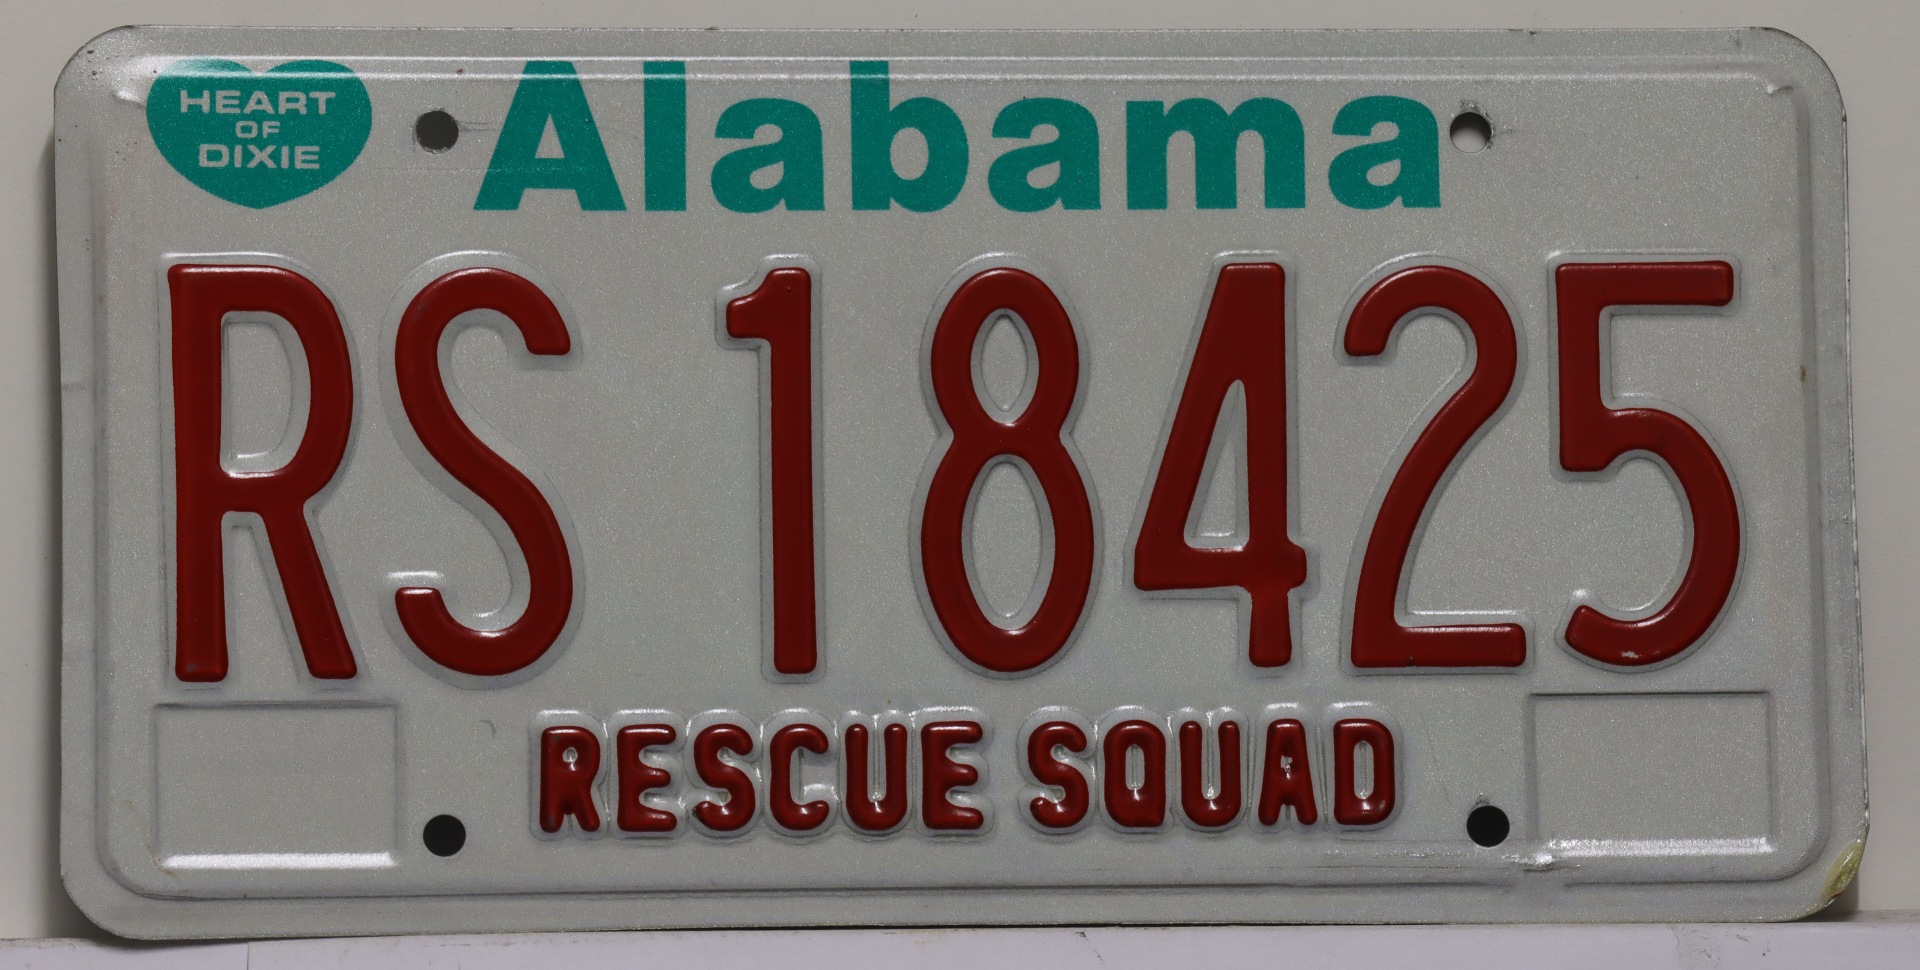 HEART
OF
DIXIE
Alabama
RS 18425
RESCUE SQUAD